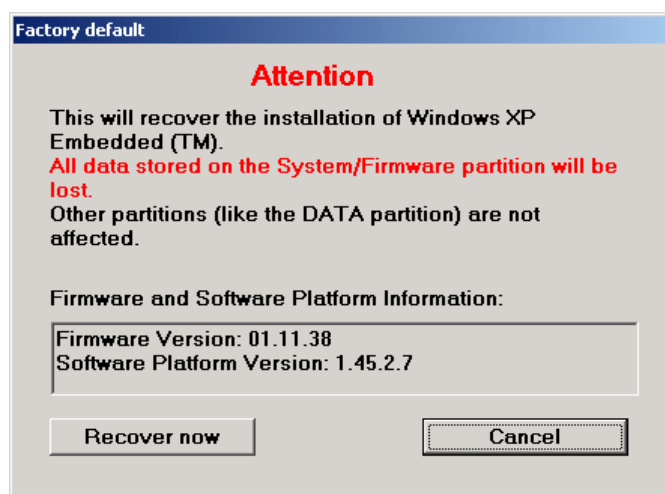 Factory default
Attention
This will recover the installation of Windows XP
Embedded (TM).
All data stored on the System/Firmware partition will be
lost.
Other partitions (like the DATA partition) are not
affected.
Firmware and Software Platform Information:
Firmware Version: 01.11.38
Software Platform Version: 1.45.2.7
Recover now
Cancel